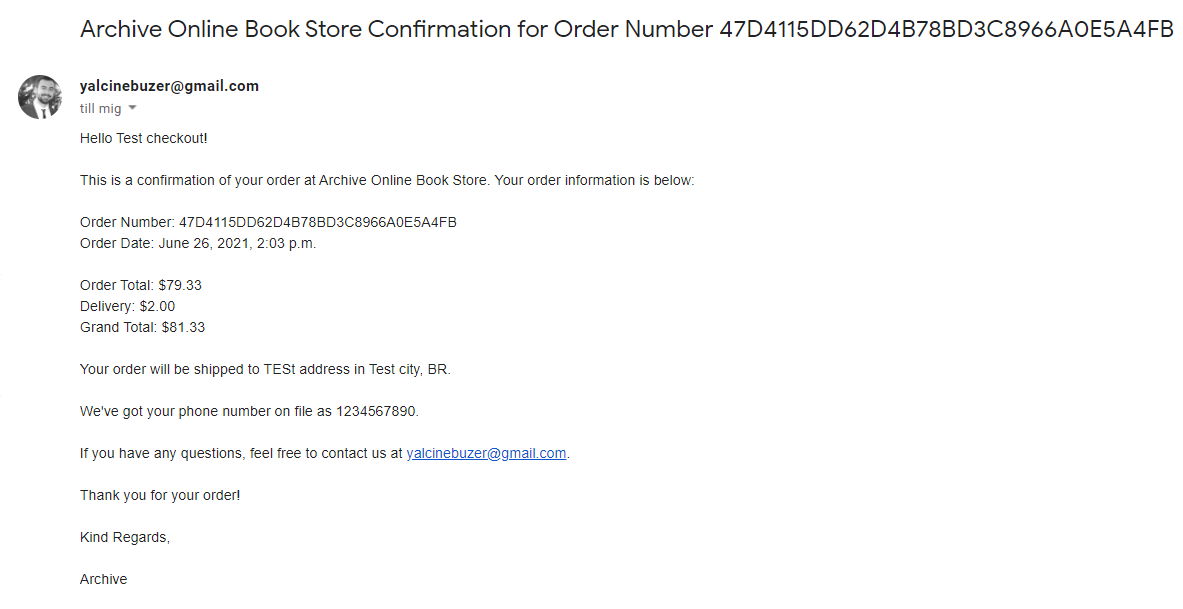 Archive Online Book Store Confirmation for Order Number 47D4115DD62D4B78BD3C8966A0E5A4FB
yalcinebuzer@gmail.com
till mig
Hello Test checkout!
This is a confirmation of your order at Archive Online Book Store. Your order information is below:
Order Number: 47D4115DD62D4B78BD3C8966A0E5A4FB
Order Date: June 26, 2021, 2:03 p.m.
Order Total: $79.33
Delivery: $2.00
Grand Total: $81.33
Your order will be shipped to TESt address in Test city, BR.
We've got your phone number on file as 1234567890.
If you have any questions, feel free to contact us at yalcinebuzer@gmail.com.
Thank you for your order!
Kind Regards,
Archive